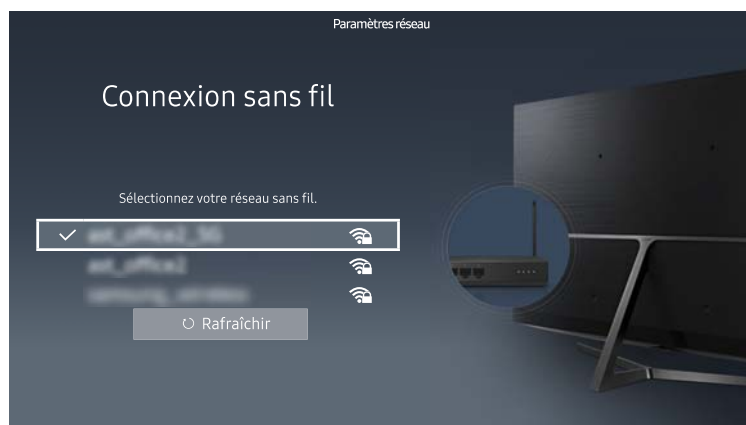 Paramètres réseau
Connexion sans fil
Sélectionnez votre réseau sans fil.
Rafraîchir